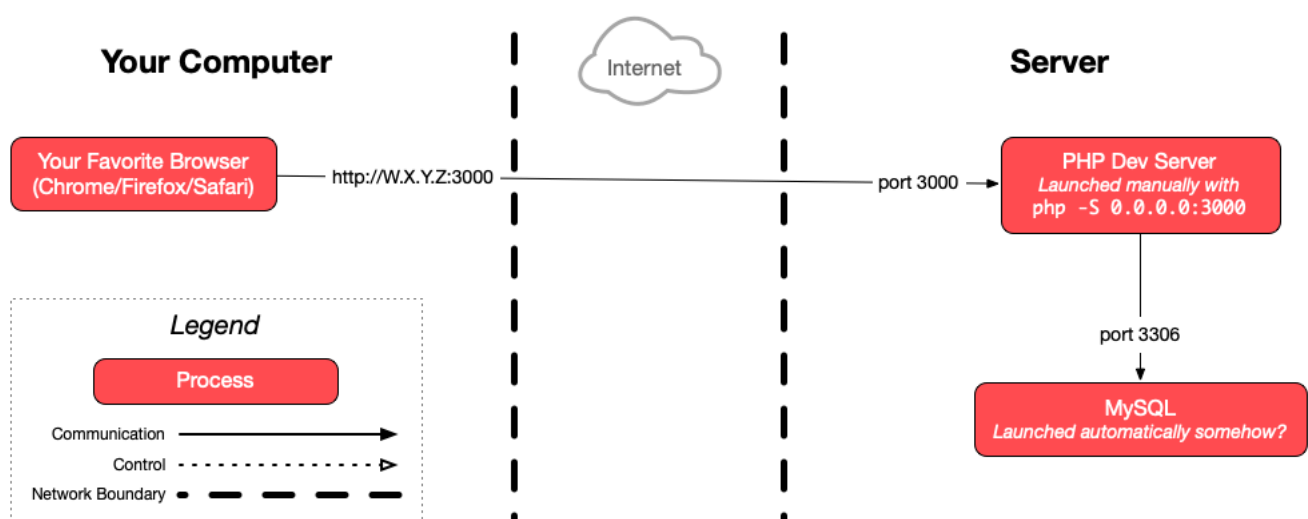 Your Computer
Internet
Server
Your Favorite Browser
(Chrome/Firefox/Safari)
http://W.X.Y.Z:3000
port 3000
PHP Dev Server
Launched manually with
php -S 0.0.0.0:3000
port 3306
MySQL
Launched automatically somehow?
Legend
Process
Communication
Control
Network Boundary